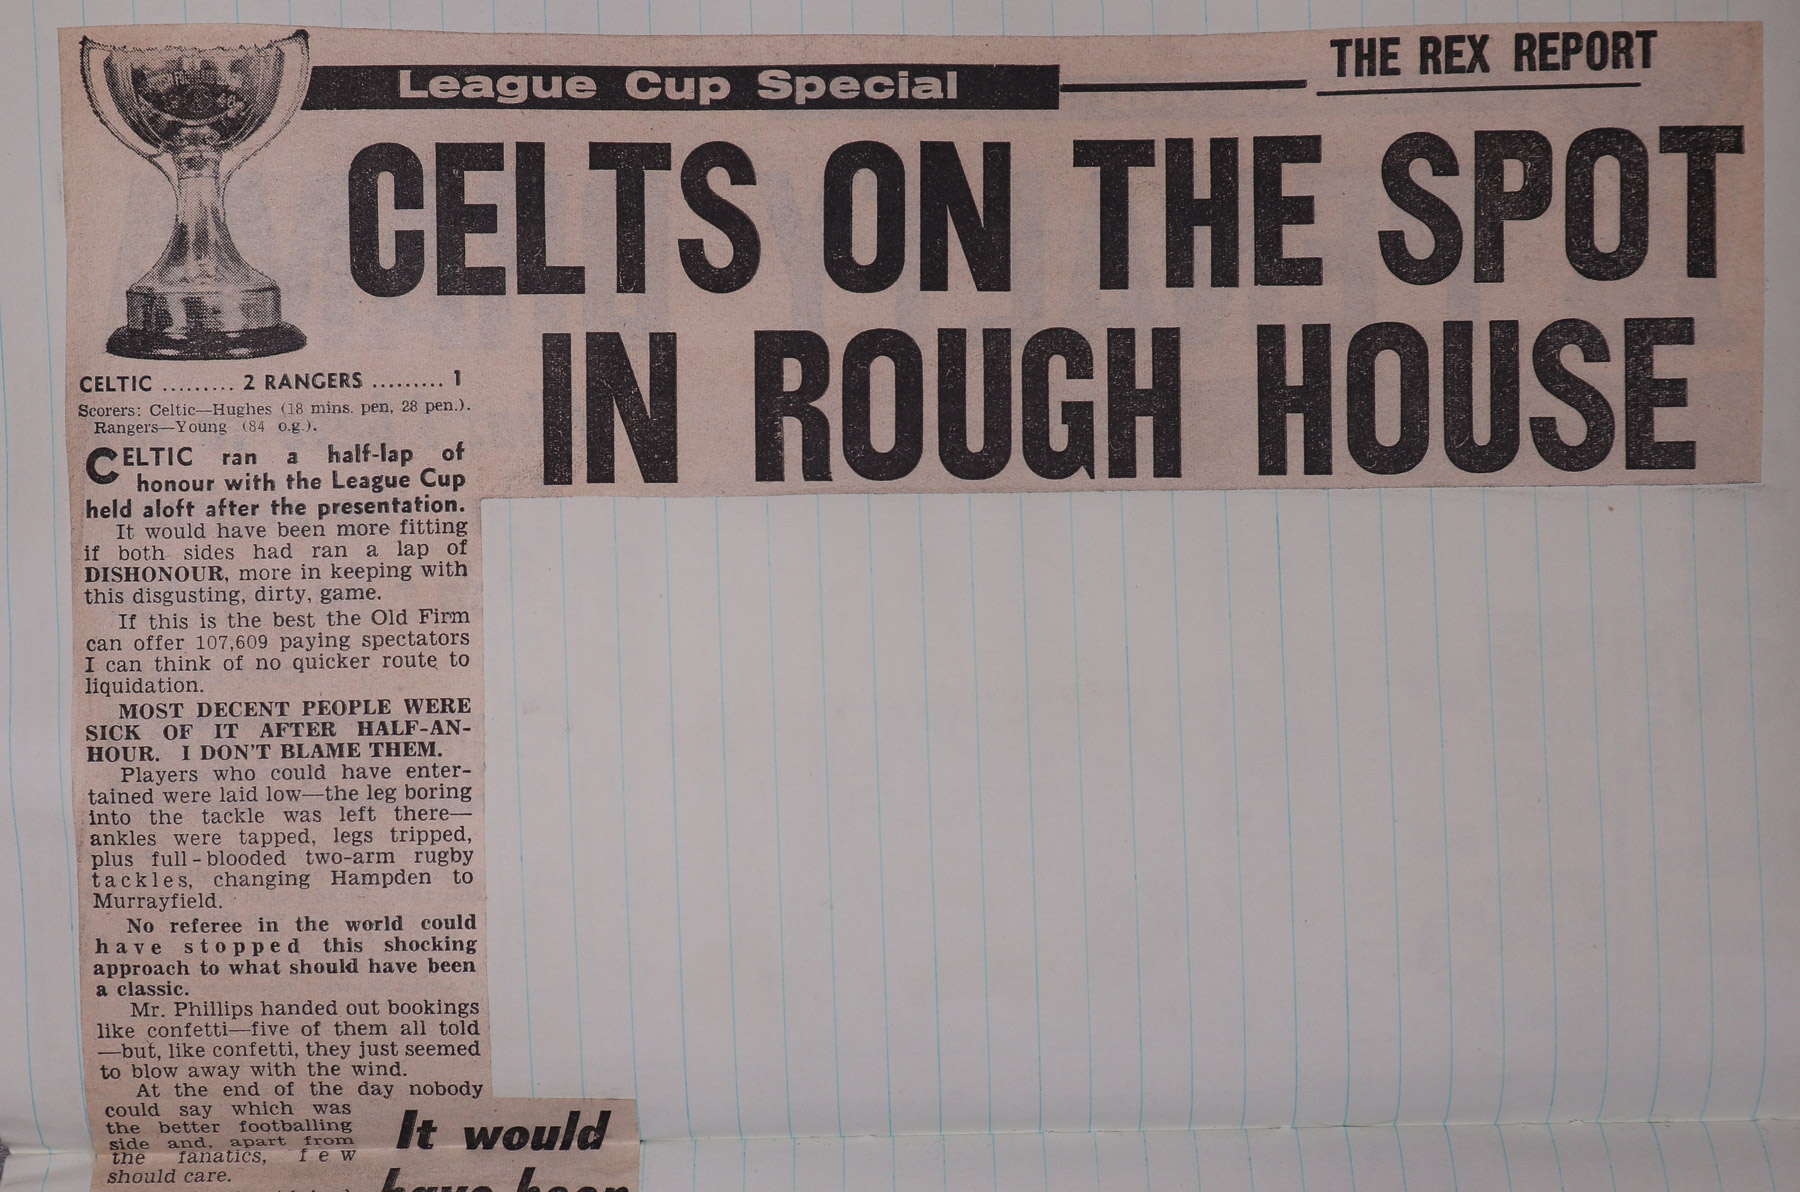 THE REX REPORT
League Cup Special
CELTS ON THE SPOT
IN ROUGH HOUSE
CELTIC ......... 2 RANGERS ......... 1
Scorers: Celtic—Hughes (18 mins. pen, 28 pen.).
Rangers—Young (84 o.g.).
CELTIC ran a half-lap of
honour with the League Cup
held aloft after the presentation.
It would have been more fitting
if both sides had ran a lap of
DISHONOUR, more in keeping with
this disgusting, dirty, game.
If this is the best the Old Firm
can offer 107,609 paying spectators
I can think of no quicker route to
liquidation.
MOST DECENT PEOPLE WERE
SICK OF IT AFTER HALF-AN-
HOUR. I DON'T BLAME THEM.
Players who could have enter-
tained were laid low—the leg boring
into the tackle was left there—
ankles were tapped, legs tripped,
plus full-blooded two-arm rugby
tackles, changing Hampden to
Murrayfield.
No referee in the world could
have stopped this shocking
approach to what should have been
a classic.
Mr. Phillips handed out bookings
like confetti—five of them all told
—but, like confetti, they just seemed
to blow away with the wind.
At the end of the day nobody
could say which was
the better footballing
side and, apart from
the fanatics, few
should care.
It would
have been